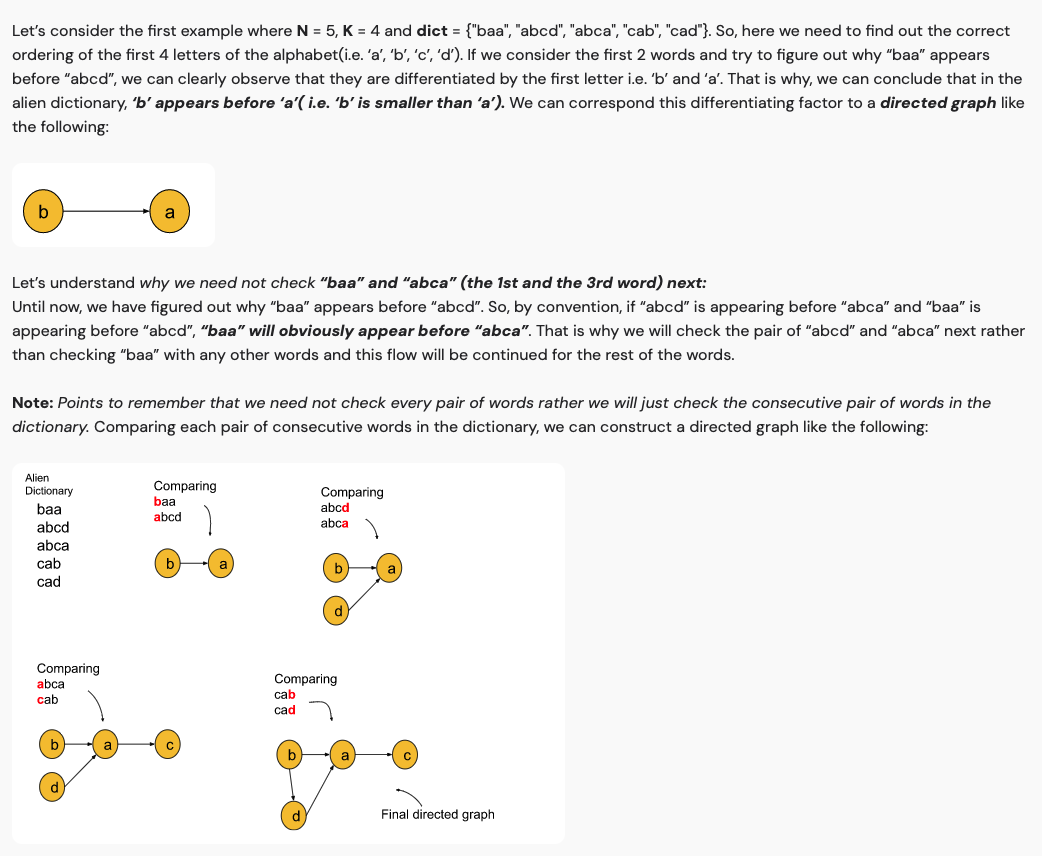 Let’s consider the first example where N = 5, K = 4 and dict = {"baa", "abcd", "abca", "cab", "cad"}. So, here we need to find out the correct
ordering of the first 4 letters of the alphabet(i.e. ‘a’, ‘b’, ‘c’, ‘d’). If we consider the first 2 words and try to figure out why “baa” appears
before “abcd”, we can clearly observe that they are differentiated by the first letter i.e. ‘b’ and ‘a’. That is why, we can conclude that in the
alien dictionary, ‘b’ appears before ‘a’( i.e. ‘b’ is smaller than ‘a’). We can correspond this differentiating factor to a directed graph like
the following:
b a
Let’s understand why we need not check “baa” and “abca” (the 1st and the 3rd word) next:
Until now, we have figured out why “baa” appears before “abcd”. So, by convention, if “abcd” is appearing before “abca” and “baa” is
appearing before “abcd”, “baa” will obviously appear before “abca”. That is why we will check the pair of “abcd” and “abca” next rather
than checking “baa” with any other words and this flow will be continued for the rest of the words.
Note: Points to remember that we need not check every pair of words rather we will just check the consecutive pair of words in the
dictionary. Comparing each pair of consecutive words in the dictionary, we can construct a directed graph like the following:
Alien
Dictionary
baa
abcd
abca
cab
cad
Comparing
baa
abcd
b a
Comparing
abcd
abca
b a
d
Comparing
abca
cab
b a c
d
Comparing
cab
cad
b a c
d
Final directed graph